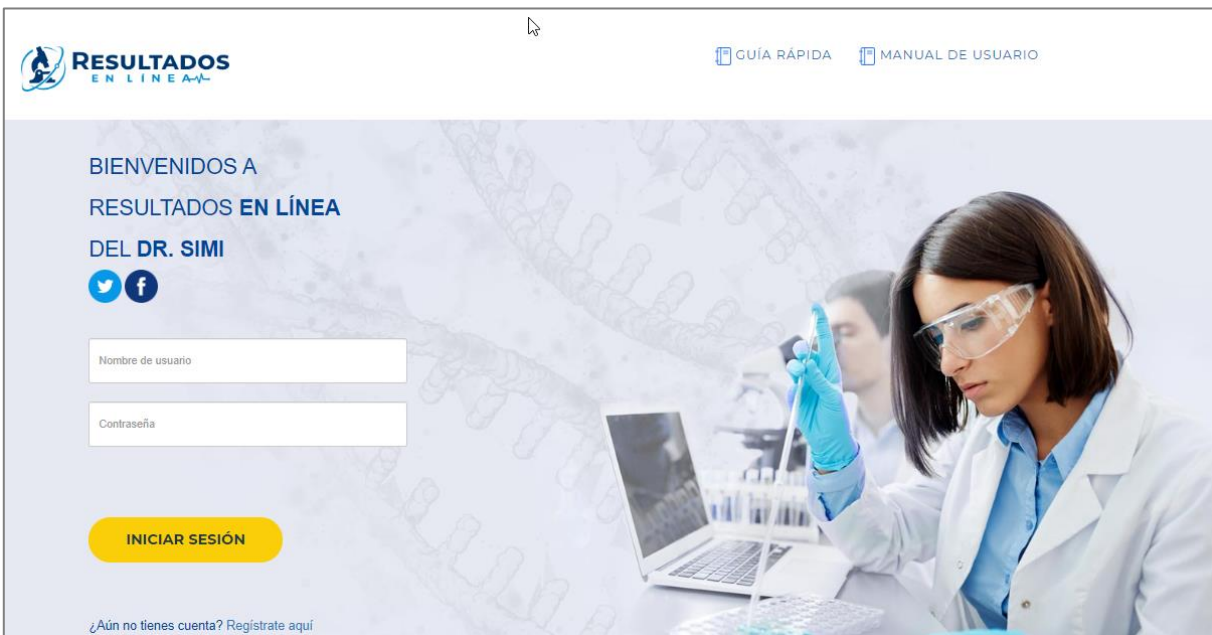 RESULTADOS
EN LÍNEA
GUÍA RÁPIDA
MANUAL DE USUARIO
BIENVENIDOS A
RESULTADOS EN LÍNEA
DEL DR. SIMI
Nombre de usuario
Contraseña
INICIAR SESIÓN
¿Aún no tienes cuenta? Regístrate aquí